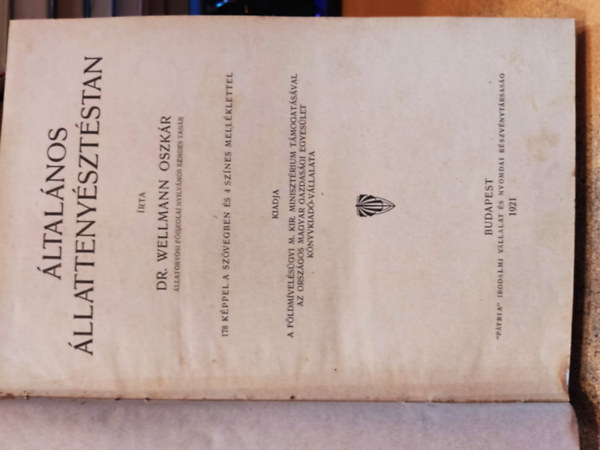 ÁLTALÁNOS
ÁLLATTENYÉSZTÉSTAN
ÍRTA
DR. WELLMANN OSZKÁR
ÁLLATORVOSI FŐISKOLAI NYILVÁNOS RENDES TANÁR
178 KÉPPEL A SZÖVEGBEN ÉS 4 SZÍNES MELLÉKLETTEL
KIADJA
A FÖLDMÍVELÉSÜGYI M. KIR. MINISZTÉRIUM TÁMOGATÁSÁVAL
AZ ORSZÁGOS MAGYAR GAZDASÁGI EGYESÜLET
KÖNYVKIADÓ-VÁLLALATA
BUDAPEST
1921
"PÁTRIA" IRODALMI VÁLLALAT ÉS NYOMDAI RÉSZVÉNYTÁRSASÁG